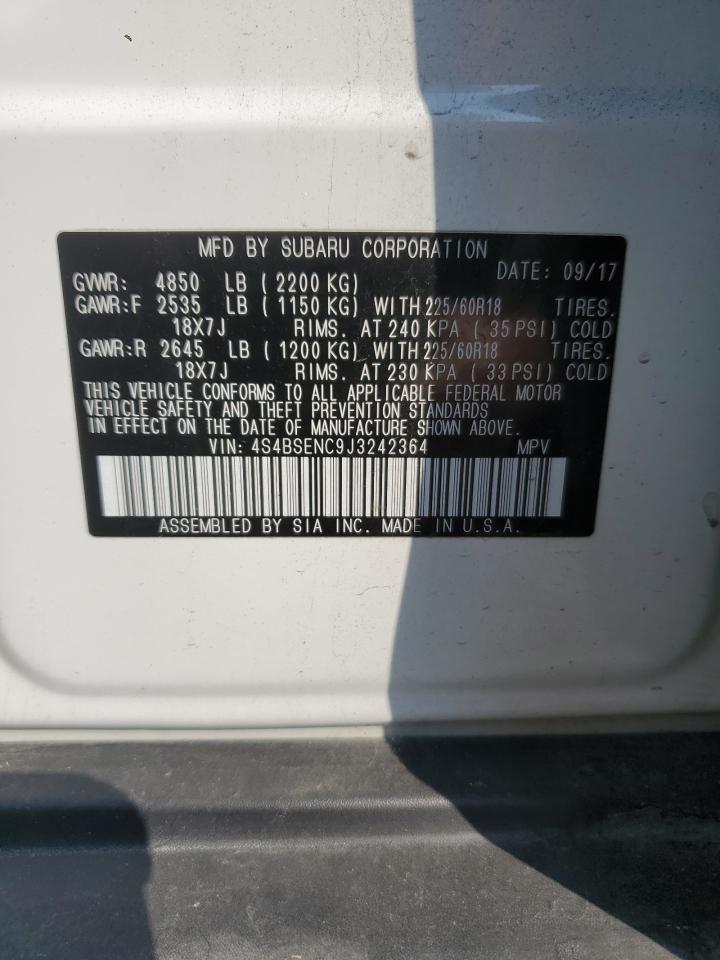 MFD BY SUBARU CORPORATION
DATE: 09/17
GVWR: 4850 LB (2200 KG)
GAWR:F 2535 LB (1150 KG) WITH 225/60R18 TIRES.
18X7J RIMS. AT 240 KPA (35 PSI) COLD
GAWR:R 2645 LB (1200 KG) WITH 225/60R18 TIRES.
18X7J RIMS. AT 230 KPA (33 PSI) COLD
THIS VEHICLE CONFORMS TO ALL APPLICABLE FEDERAL MOTOR
VEHICLE SAFETY AND THEFT PREVENTION STANDARDS
IN EFFECT ON THE DATE OF MANUFACTURE SHOWN ABOVE.
VIN: 4S4BSENC9J3242364 MPV
ASSEMBLED BY SIA INC. MADE IN U.S.A.